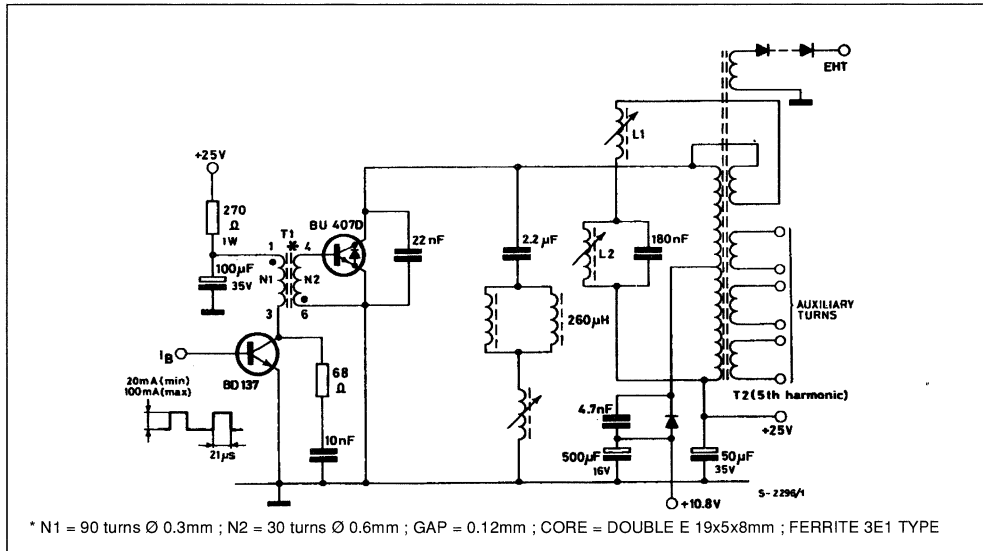 EHT
L1
+25V
270
Ω
1W
T1
*
BU 407D
1
4
22nF
2.2µF
L2
180nF
100µF
35V
N1
N2
3
6
260µH
AUXILIARY
TURNS
IB
BD137
68
Ω
20mA(min)
100mA(max)
21µs
10nF
T2(5th harmonic)
4.7nF
+25V
500µF
16V
50µF
35V
+10.8V
S-2296/1
* N1 = 90 turns Ø 0.3mm ; N2 = 30 turns Ø 0.6mm ; GAP = 0.12mm ; CORE = DOUBLE E 19x5x8mm ; FERRITE 3E1 TYPE